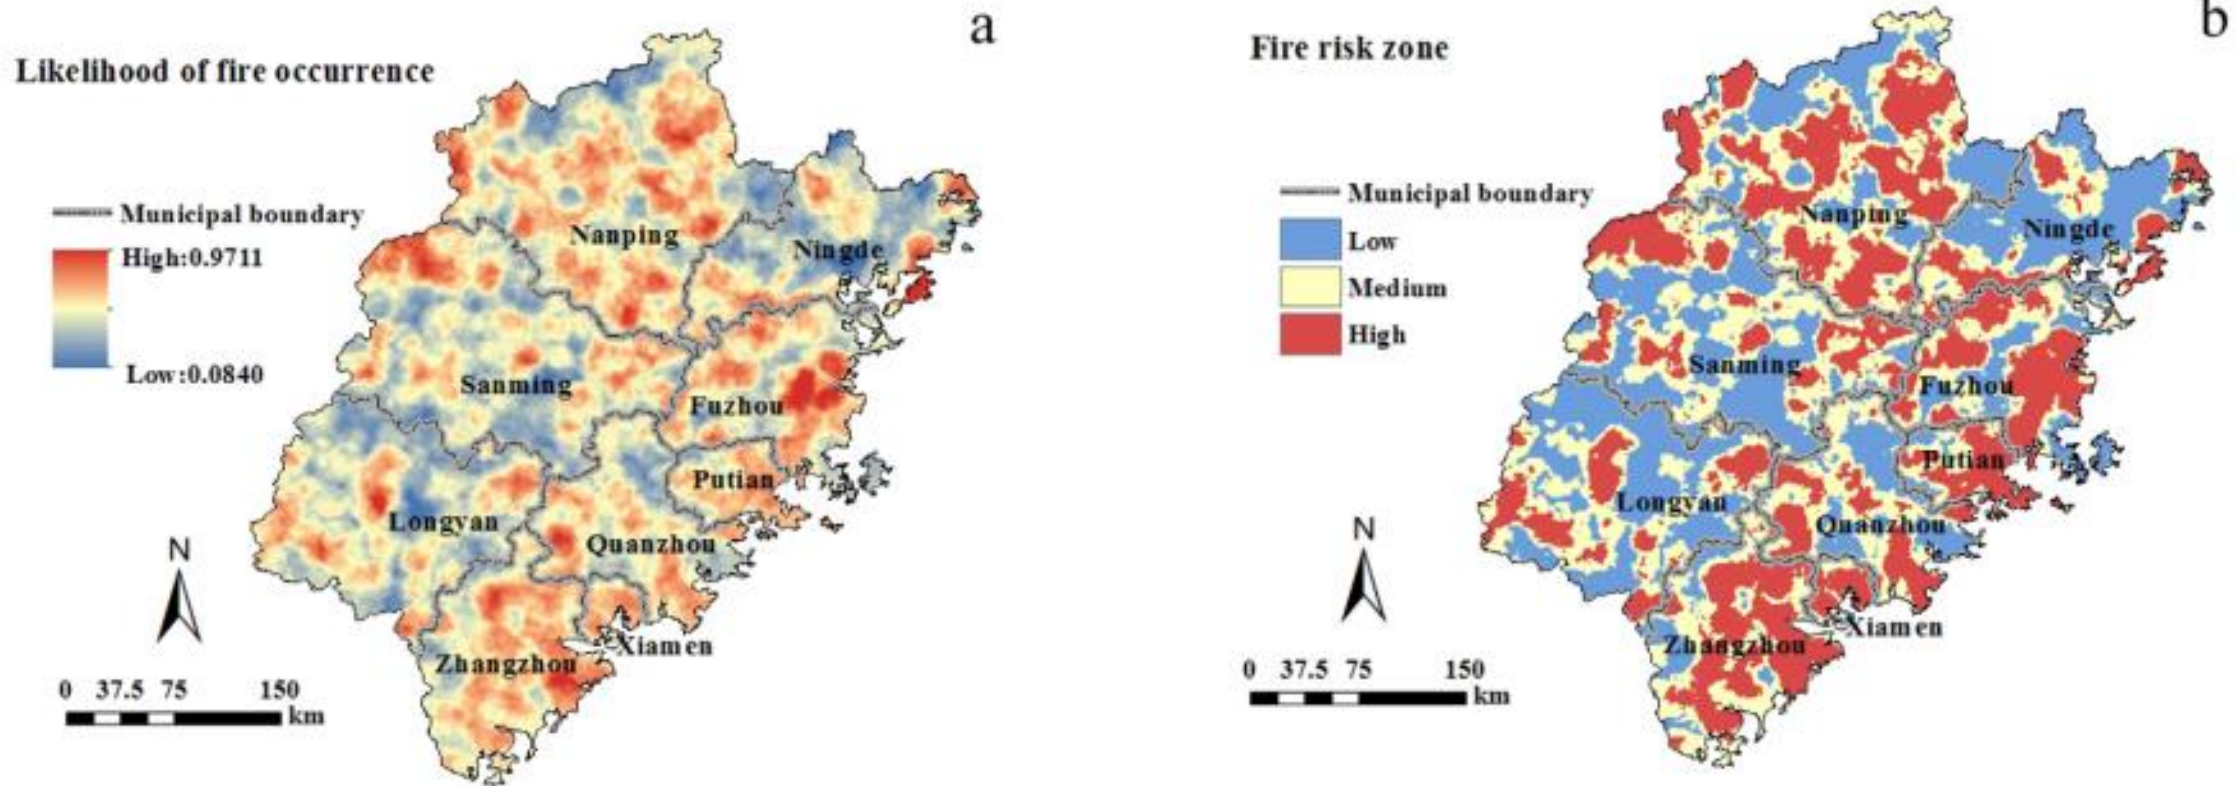 a
Likelihood of fire occurrence
Municipal boundary
High:0.9711
Low:0.0840
Nanping
Ningde
Sanming
Fuzhou
Putian
Longyan
Quanzhou
Xiamen
Zhangzhou
N
0 37.5 75 150
km
b
Fire risk zone
Municipal boundary
Low
Medium
High
Nanping
Ningde
Sanming
Fuzhou
Putian
Longyan
Quanzhou
Xiamen
Zhangzhou
N
0 37.5 75 150
km